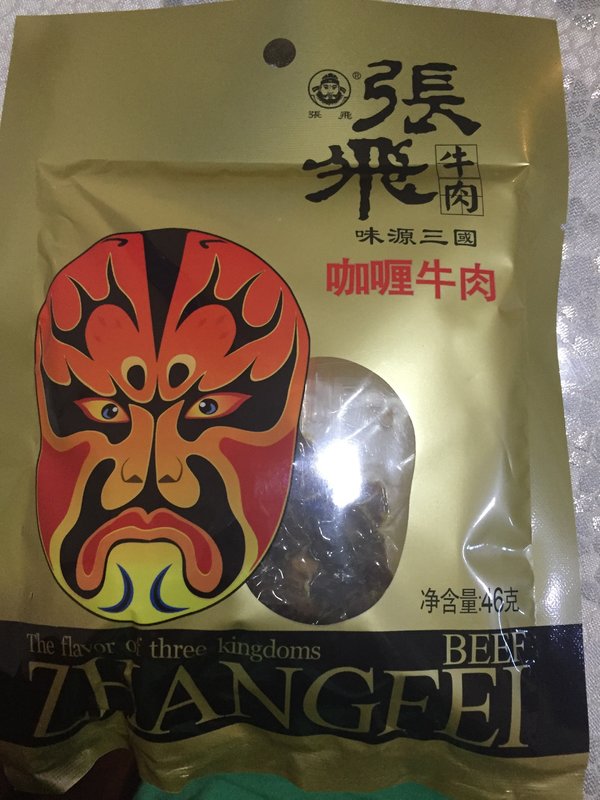 ®
張 飛
張飛
牛肉
味源三國
咖喱牛肉
净含量:46克
The flavor of three kingdoms
BEEF
ZHANGFEI